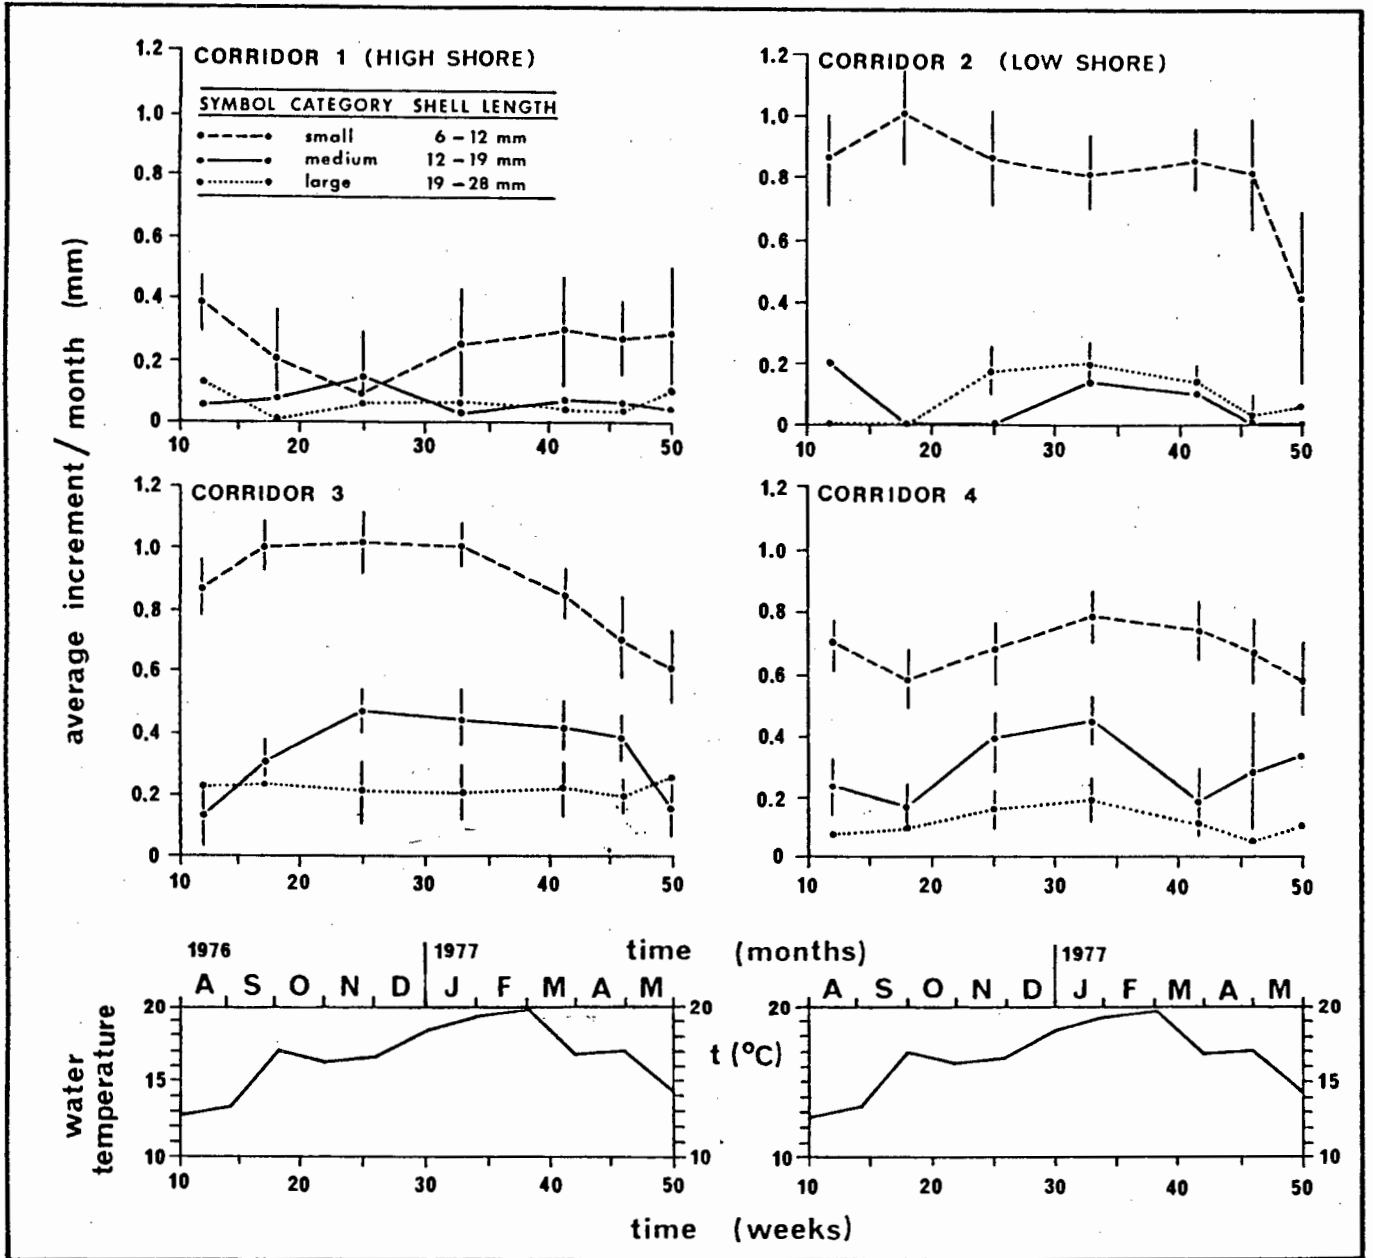 CORRIDOR 1 (HIGH SHORE)
SYMBOL CATEGORY SHELL LENGTH
small 6 – 12 mm
medium 12 – 19 mm
large 19 – 28 mm
1.2
1.0
0.8
0.6
0.4
0.2
0
10 20 30 40 50
CORRIDOR 2 (LOW SHORE)
1.2
1.0
0.8
0.6
0.4
0.2
0
10 20 30 40 50
average increment/month (mm)
CORRIDOR 3
1.2
1.0
0.8
0.6
0.4
0.2
0
10 20 30 40 50
CORRIDOR 4
1.2
1.0
0.8
0.6
0.4
0.2
0
10 20 30 40 50
time (months)
1976 1977
A S O N D J F M A M
1977
A S O N D J F M A M
water
temperature
20
15
10
20
10
t (°C)
20
10
20
15
10
10 20 30 40 50
10 20 30 40 50
time (weeks)